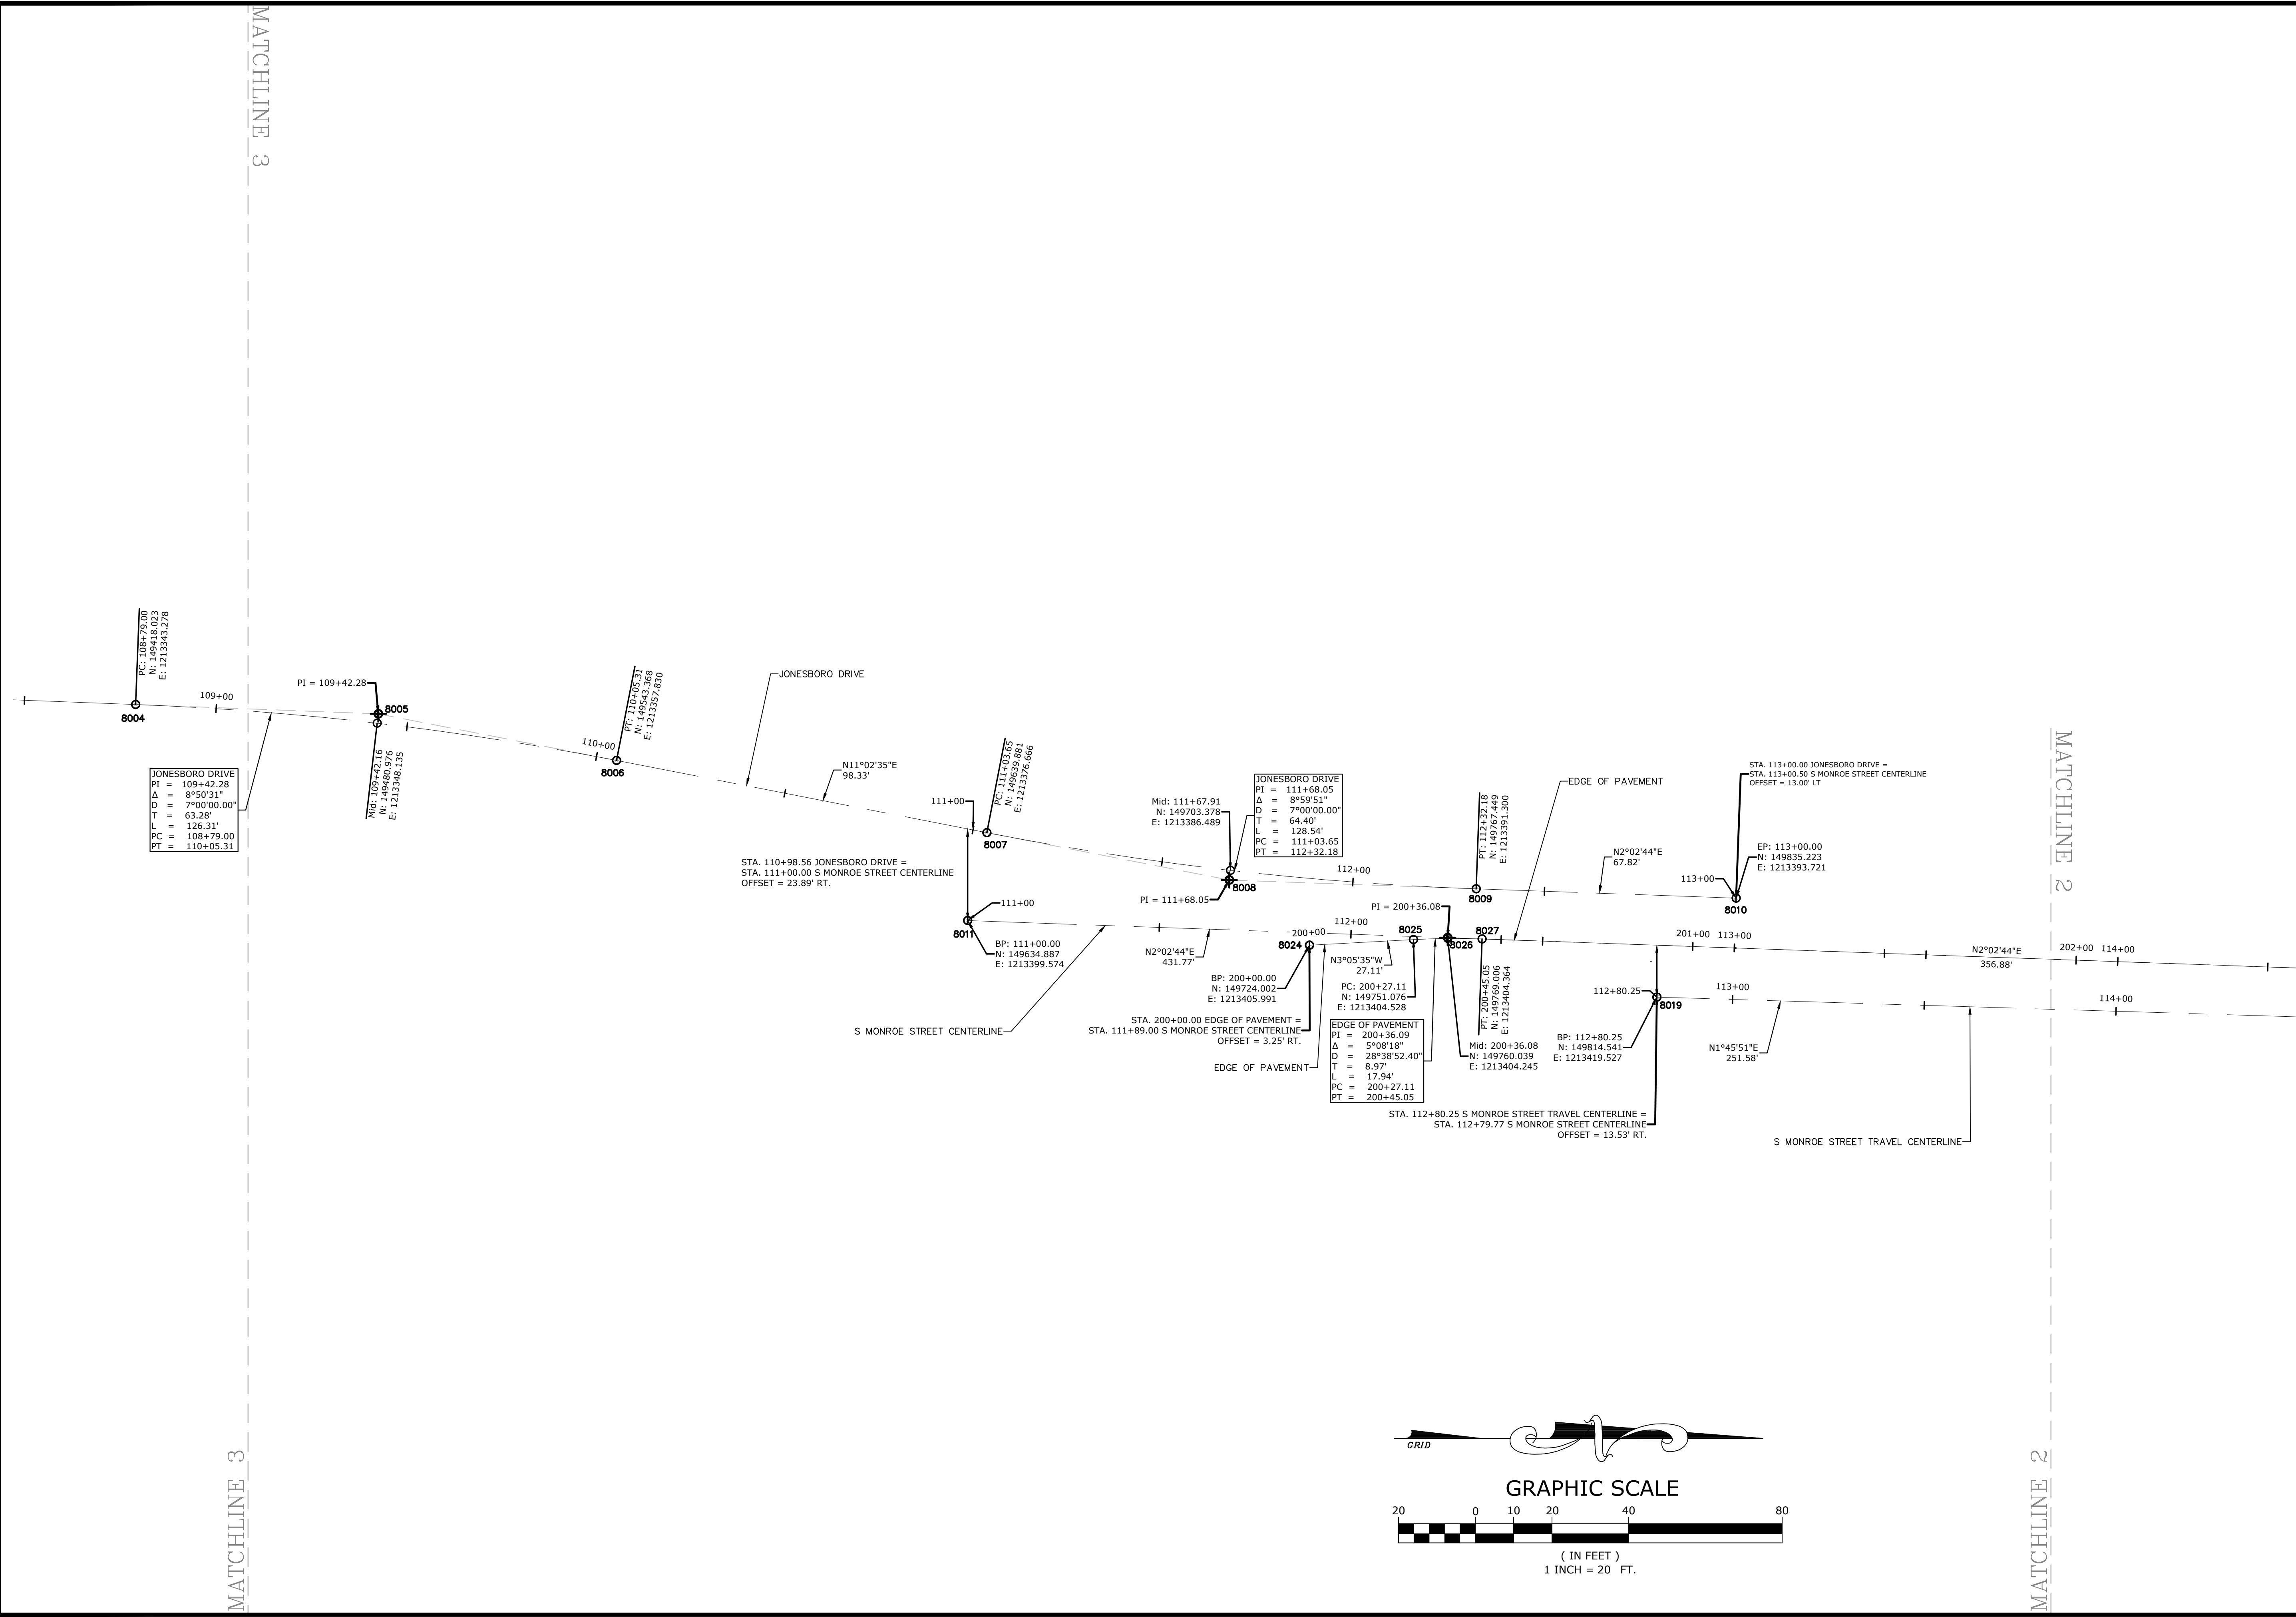 MATCHLINE 3
PC: 108+79.00
N: 149418.023
E: 1213343.278
109+00
8004
PI = 109+42.28
8005
Mid: 109+42.16
N: 149480.976
E: 1213348.135
JONESBORO DRIVE
PI = 109+42.28
Δ = 8°50'31"
D = 7°00'00.00"
T = 63.28'
L = 126.31'
PC = 108+79.00
PT = 110+05.31
PT: 110+05.31
N: 149543.368
E: 1213357.830
110+00
8006
JONESBORO DRIVE
N11°02'35"E
98.33'
111+00
PC: 111+03.65
N: 149639.881
E: 1213376.666
8007
STA. 110+98.56 JONESBORO DRIVE =
STA. 111+00.00 S MONROE STREET CENTERLINE
OFFSET = 23.89' RT.
111+00
8011
BP: 111+00.00
N: 149634.887
E: 1213399.574
S MONROE STREET CENTERLINE
Mid: 111+67.91
N: 149703.378
E: 1213386.489
JONESBORO DRIVE
PI = 111+68.05
Δ = 8°59'51"
D = 7°00'00.00"
T = 64.40'
L = 128.54'
PC = 111+03.65
PT = 112+32.18
112+00
8008
PI = 111+68.05
PT: 112+32.18
N: 149767.449
E: 1213391.300
8009
EDGE OF PAVEMENT
N2°02'44"E
67.82'
STA. 113+00.00 JONESBORO DRIVE =
STA. 113+00.50 S MONROE STREET CENTERLINE
OFFSET = 13.00' LT
EP: 113+00.00
N: 149835.223
E: 1213393.721
113+00
8010
N2°02'44"E
431.77'
200+00
112+00
8024
8025
PI = 200+36.08
8026
8027
BP: 200+00.00
N: 149724.002
E: 1213405.991
N3°05'35"W
27.11'
PC: 200+27.11
N: 149751.076
E: 1213404.528
PT: 200+45.05
N: 149769.006
E: 1213404.364
STA. 200+00.00 EDGE OF PAVEMENT =
STA. 111+89.00 S MONROE STREET CENTERLINE
OFFSET = 3.25' RT.
EDGE OF PAVEMENT
EDGE OF PAVEMENT
PI = 200+36.09
Δ = 5°08'18"
D = 28°38'52.40"
T = 8.97'
L = 17.94'
PC = 200+27.11
PT = 200+45.05
Mid: 200+36.08
N: 149760.039
E: 1213404.245
201+00
113+00
N2°02'44"E
356.88'
202+00
114+00
112+80.25
8019
113+00
114+00
BP: 112+80.25
N: 149814.541
E: 1213419.527
N1°45'51"E
251.58'
STA. 112+80.25 S MONROE STREET TRAVEL CENTERLINE =
STA. 112+79.77 S MONROE STREET CENTERLINE
OFFSET = 13.53' RT.
S MONROE STREET TRAVEL CENTERLINE
MATCHLINE 2
MATCHLINE 3
MATCHLINE 2
GRID
N
GRAPHIC SCALE
20 0 10 20 40 80
( IN FEET )
1 INCH = 20 FT.